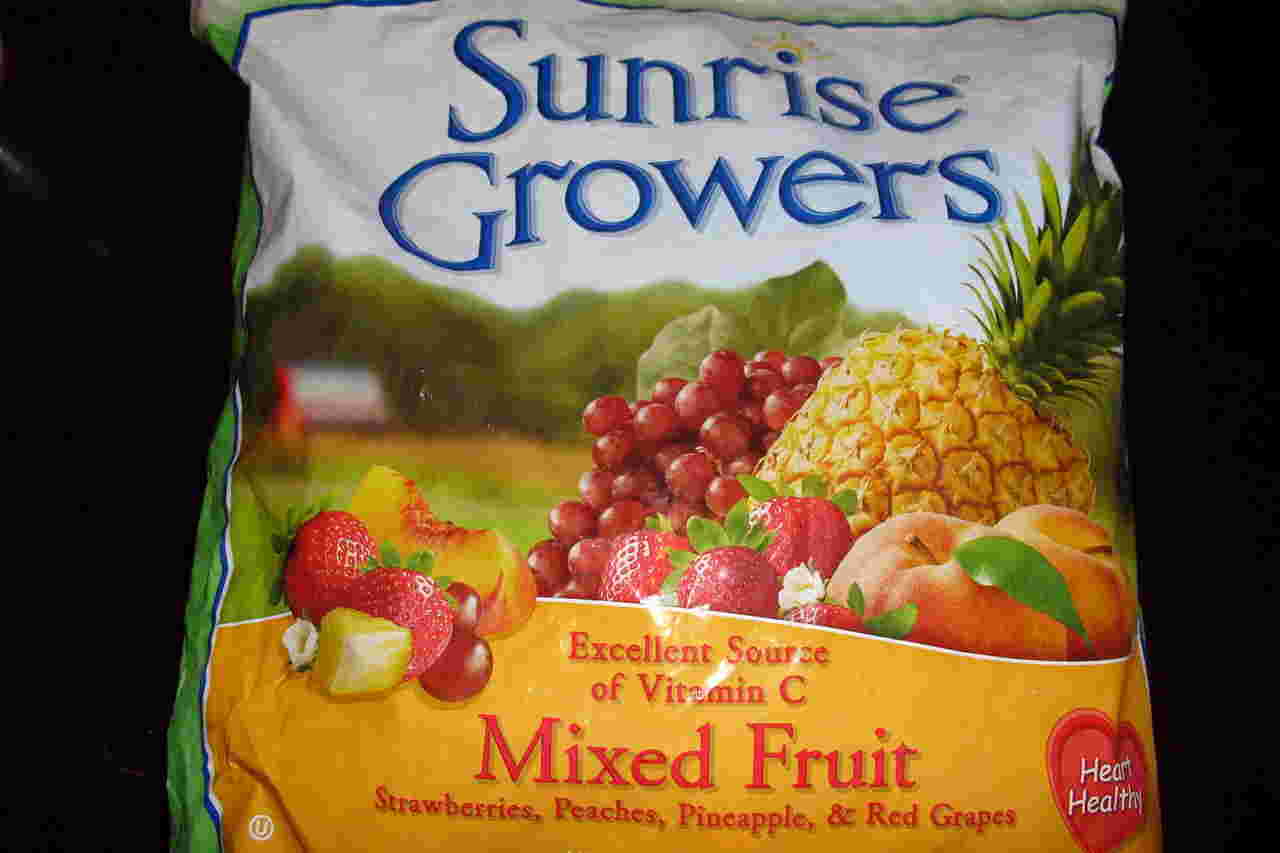 Sunrise
Growers
Excellent Source
of Vitamin C
Mixed Fruit
Strawberries, Peaches, Pineapple, & Red Grapes
Heart
Healthy
U